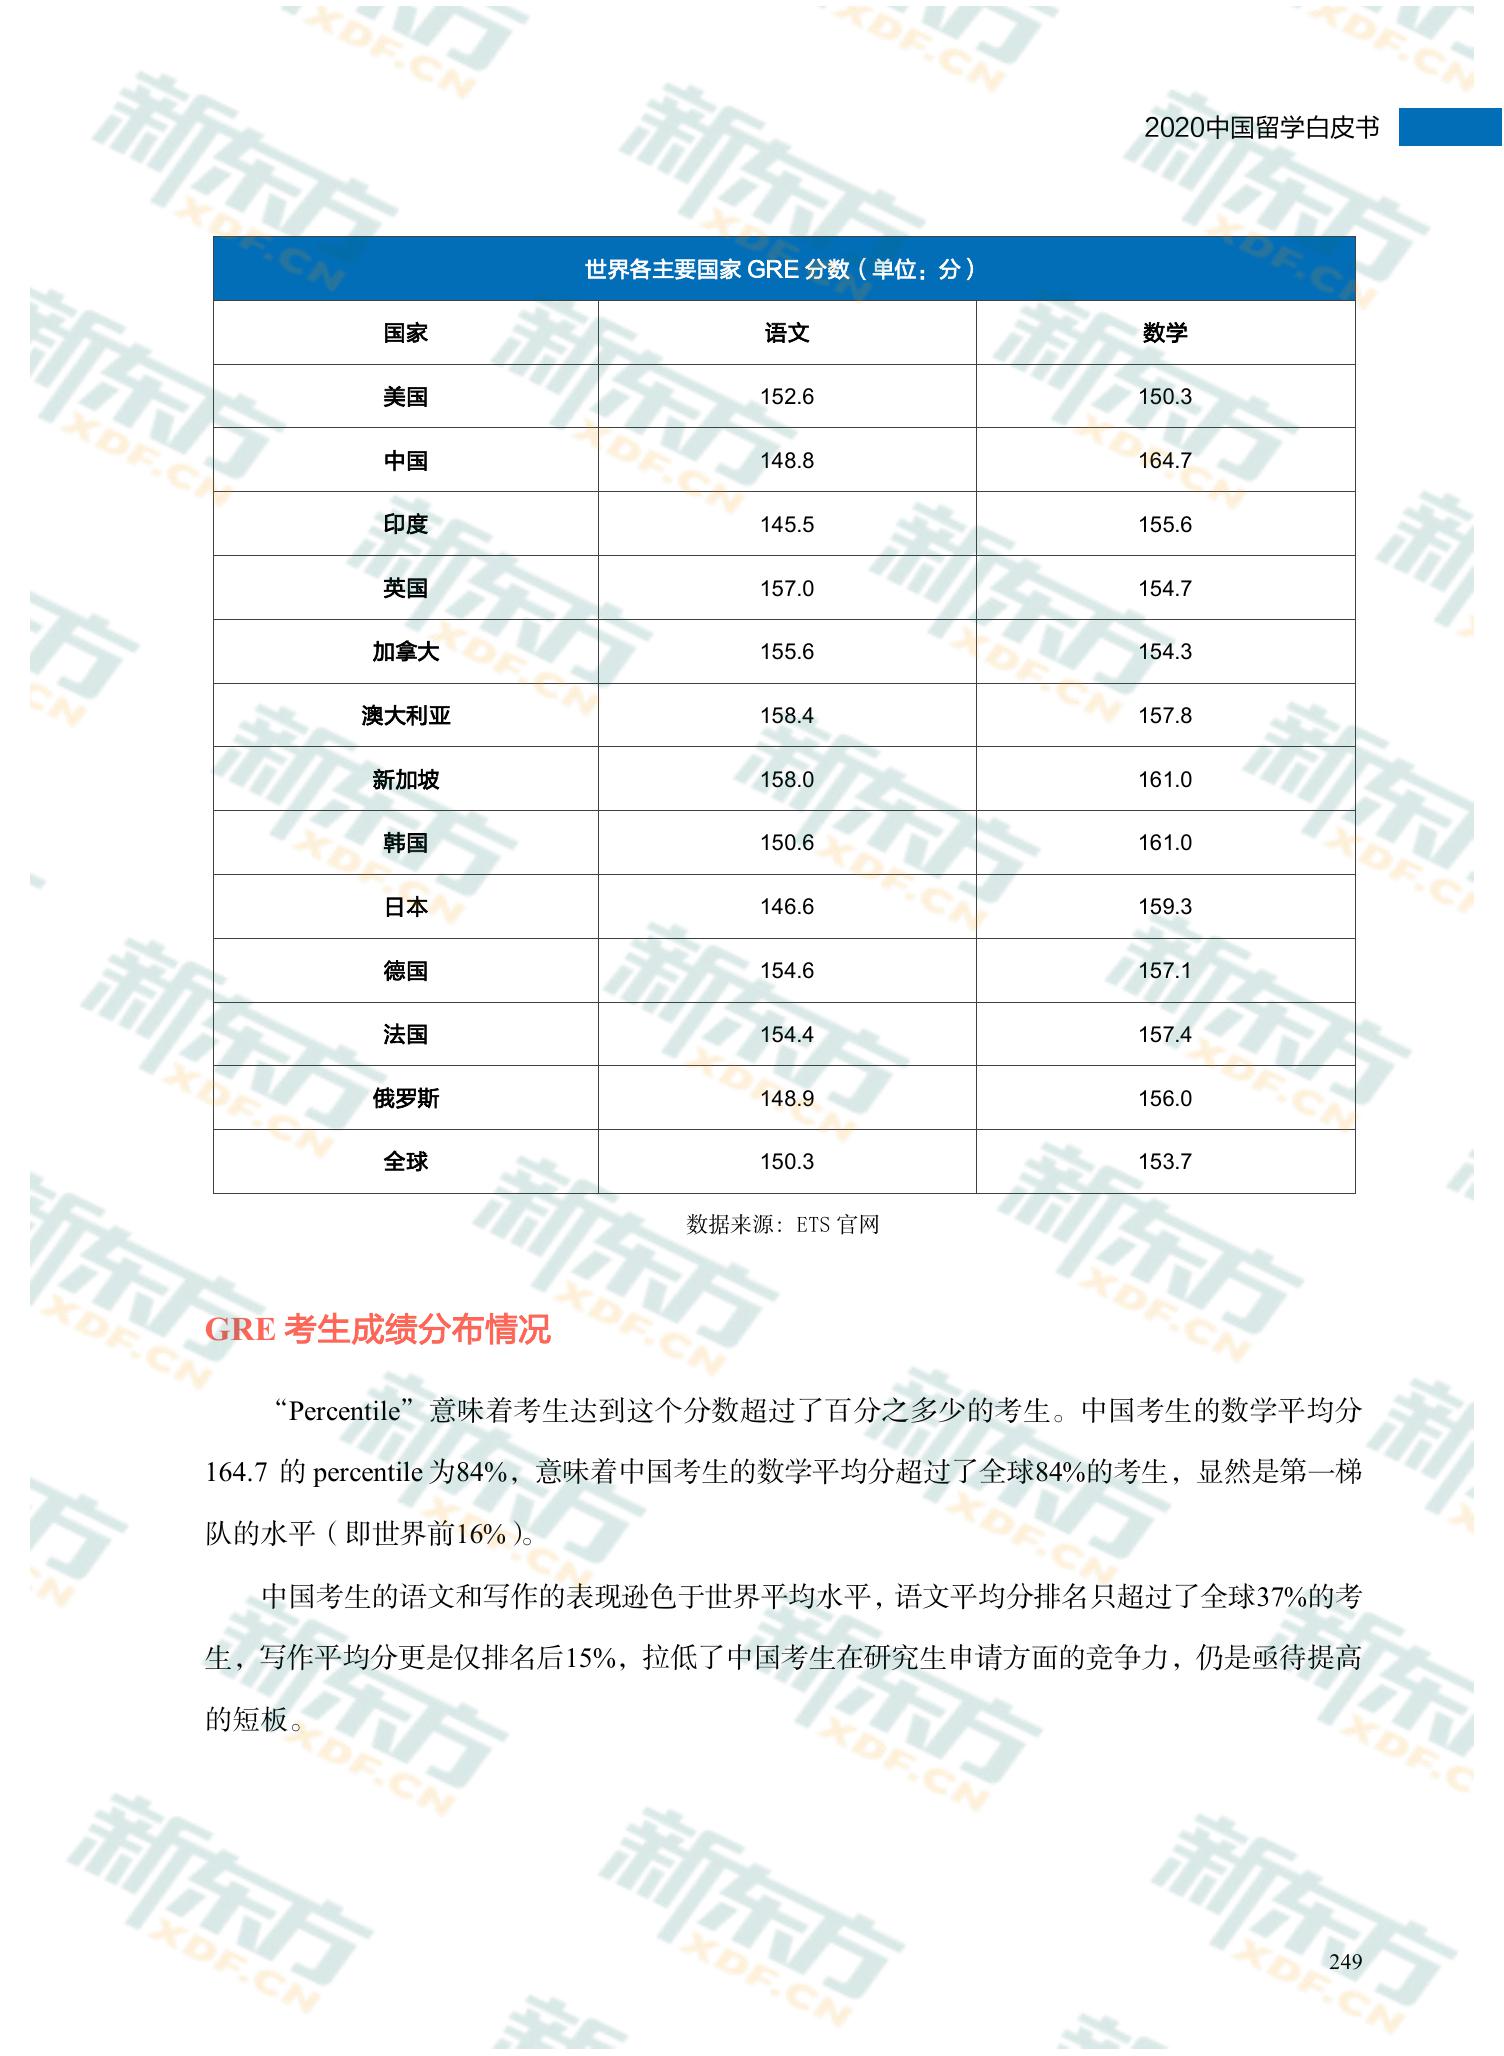 2020中国留学白皮书
世界各主要国家 GRE 分数（单位：分）
国家 语文 数学
美国 152.6 150.3
中国 148.8 164.7
印度 145.5 155.6
英国 157.0 154.7
加拿大 155.6 154.3
澳大利亚 158.4 157.8
新加坡 158.0 161.0
韩国 150.6 161.0
日本 146.6 159.3
德国 154.6 157.1
法国 154.4 157.4
俄罗斯 148.9 156.0
全球 150.3 153.7
数据来源：ETS 官网
GRE 考生成绩分布情况
“Percentile”意味着考生达到这个分数超过了百分之多少的考生。中国考生的数学平均分
164.7 的 percentile 为84%，意味着中国考生的数学平均分超过了全球84%的考生，显然是第一梯
队的水平（即世界前16%）。
中国考生的语文和写作的表现逊色于世界平均水平，语文平均分排名只超过了全球37%的考
生，写作平均分更是仅排名后15%，拉低了中国考生在研究生申请方面的竞争力，仍是亟待提高
的短板。
249
新东方
XDF.CN